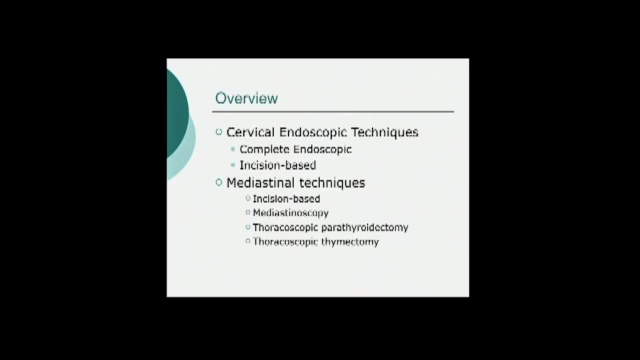 Overview
Cervical Endoscopic Techniques
Complete Endoscopic
Incision-based
Mediastinal techniques
Incision-based
Mediastinoscopy
Thoracoscopic parathyroidectomy
Thoracoscopic thymectomy